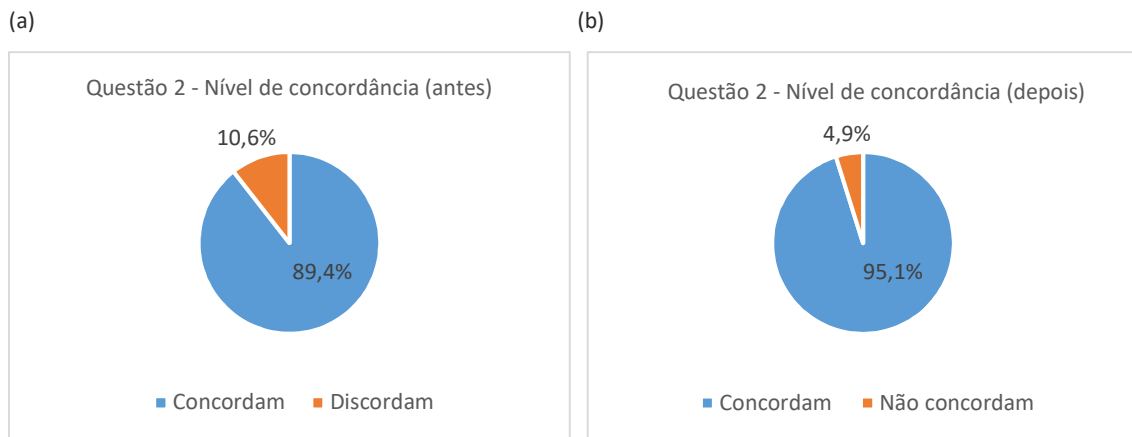 (a)
(b)
Questão 2 - Nível de concordância (antes)
10,6%
89,4%
Concordam Discordam
Questão 2 - Nível de concordância (depois)
4,9%
95,1%
Concordam Não concordam